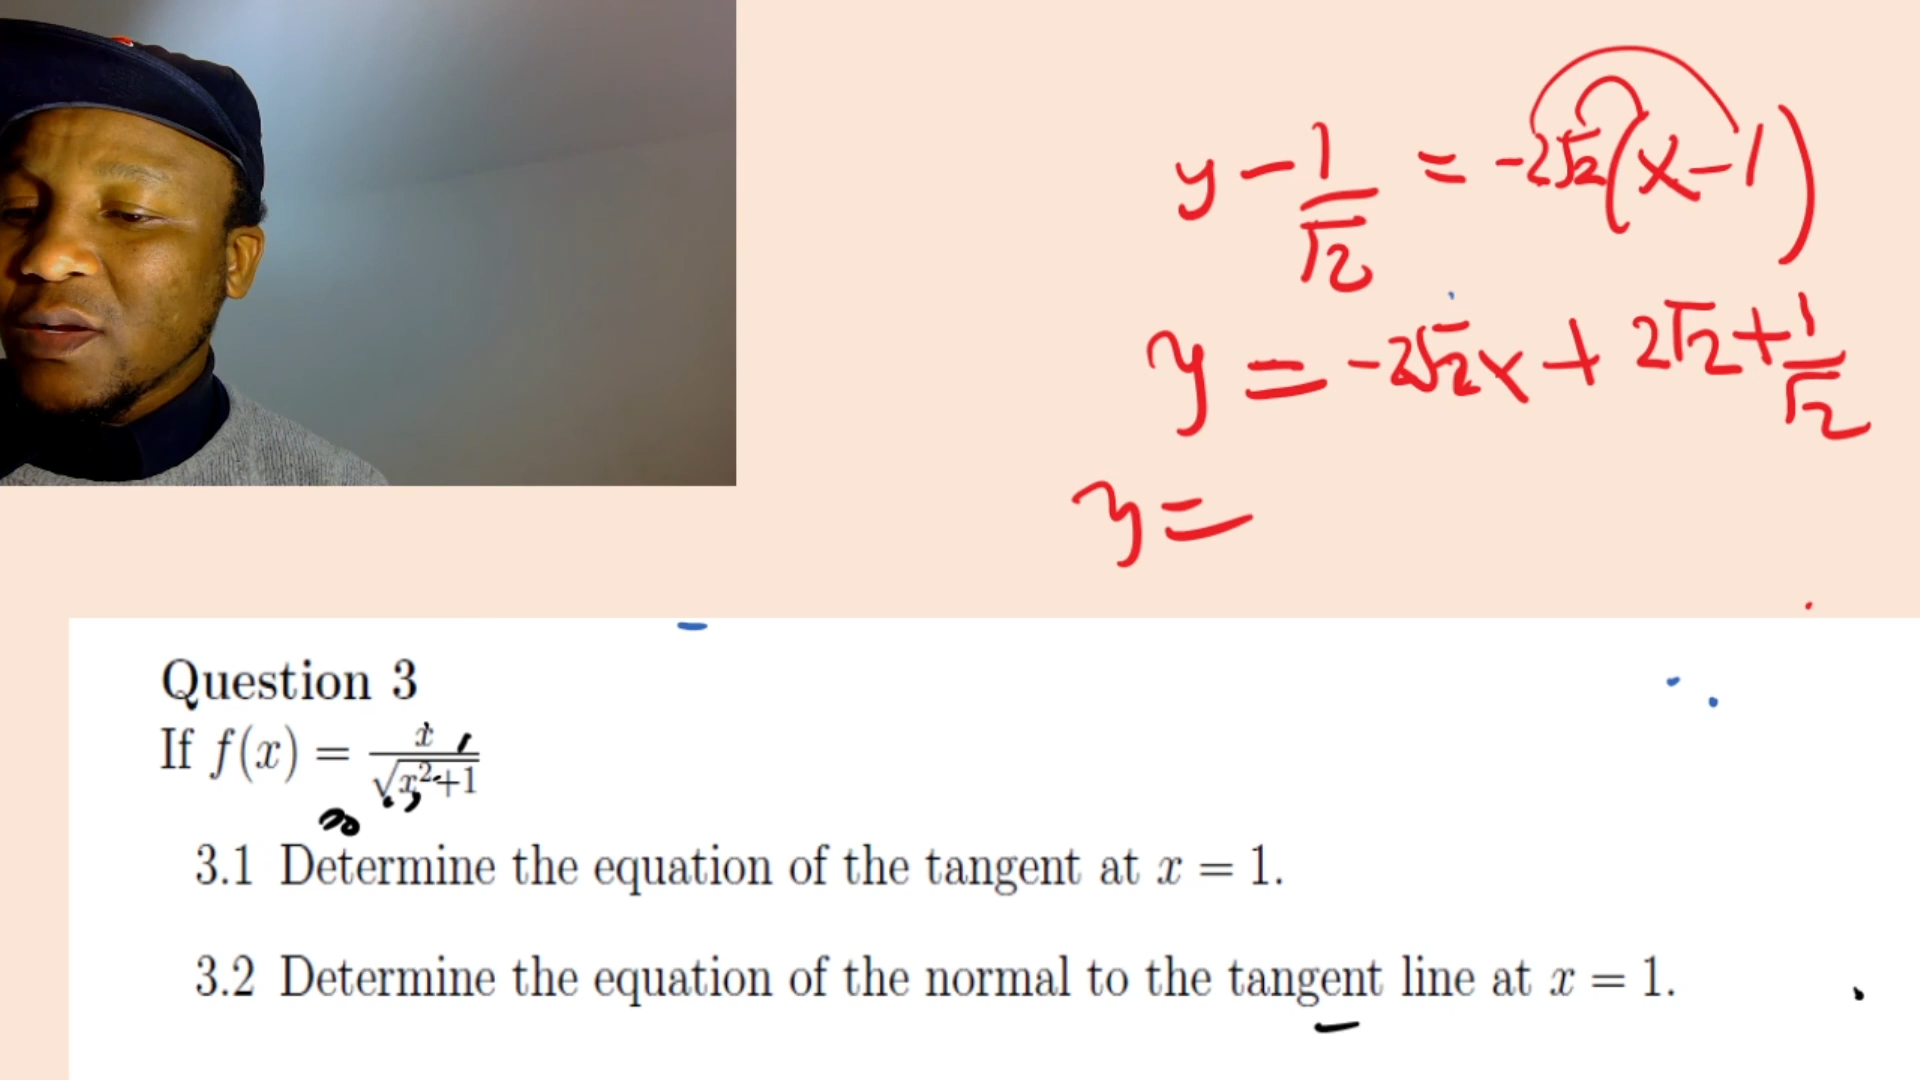 y - 1/√2 = -2√2(x - 1)
y = -2√2x + 2√2 + 1/√2
y =
Question 3
If f(x) = x/√(x²+1)
3.1 Determine the equation of the tangent at x = 1.
3.2 Determine the equation of the normal to the tangent line at x = 1.